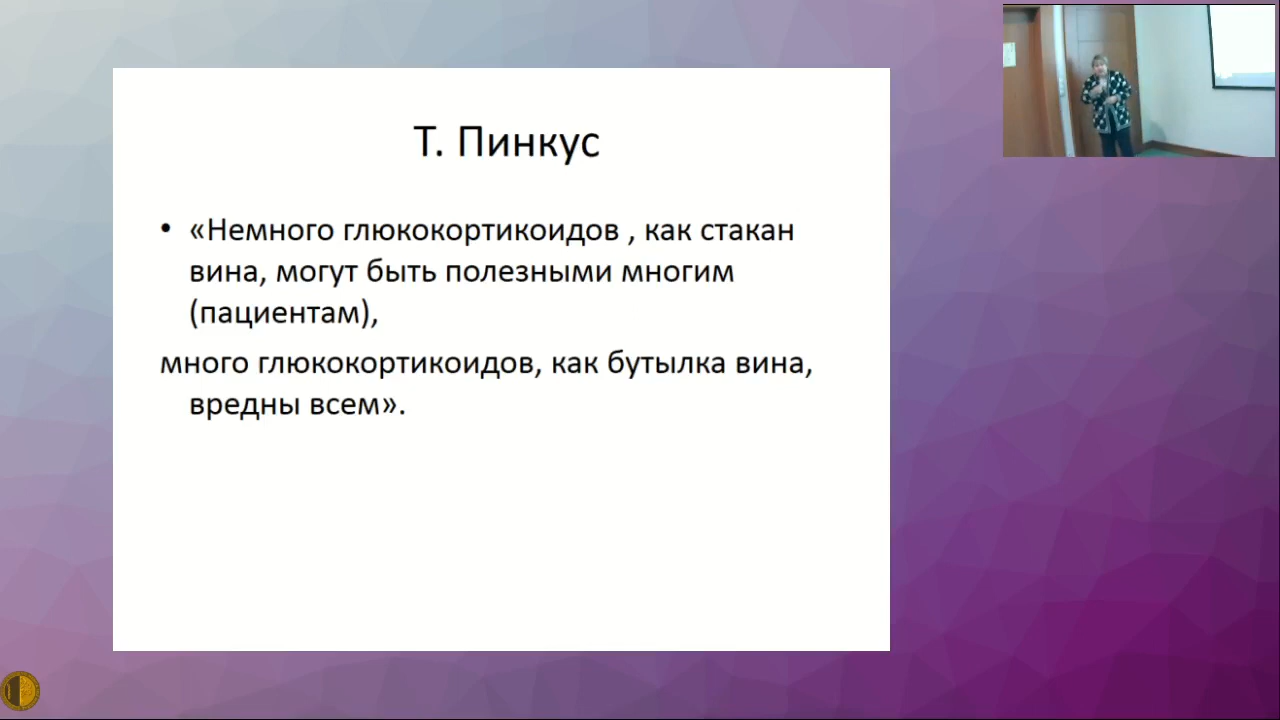 Т. Пинкус
• «Немного глюкокортикоидов , как стакан
вина, могут быть полезными многим
(пациентам),
много глюкокортикоидов, как бутылка вина,
вредны всем».